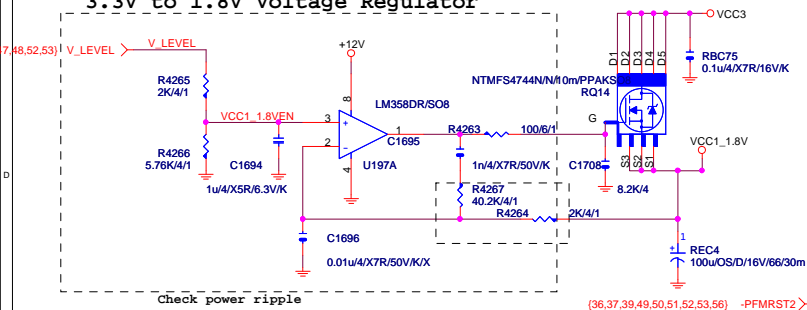 3.3V to 1.8V Voltage Regulator
7,48,52,53} V_LEVEL
V_LEVEL
+12V
VCC3
D1
D2
D3
D4
D5
RBC75
0.1u/4/X7R/16V/K
R4265
2K/4/1
NTMFS4744N/N/10m/PPAKS
RQ14
LM358DR/SO8
VCC1_1.8VEN
8
3
+
2
-
1
4
U197A
C1695
R4263
100/6/1
G
S3
S2
S1
VCC1_1.8V
R4266
5.76K/4/1
C1694
1u/4/X5R/6.3V/K
1n/4/X7R/50V/K
C1708
8.2K/4
R4267
40.2K/4/1
R4264
2K/4/1
D
C1696
0.01u/4/X7R/50V/K/X
1
+
REC4
100u/OS/D/16V/66/30m
Check power ripple
{36,37,39,49,50,51,52,53,56} -PFMRST2